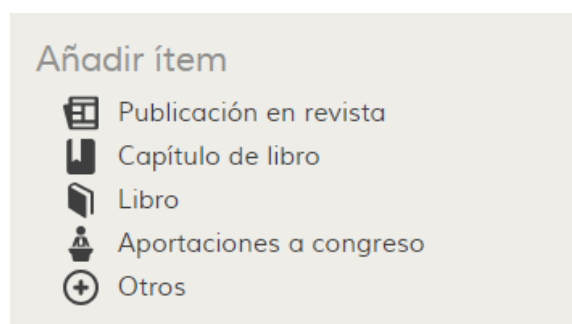 Añadir ítem
Publicación en revista
Capítulo de libro
Libro
Aportaciones a congreso
Otros